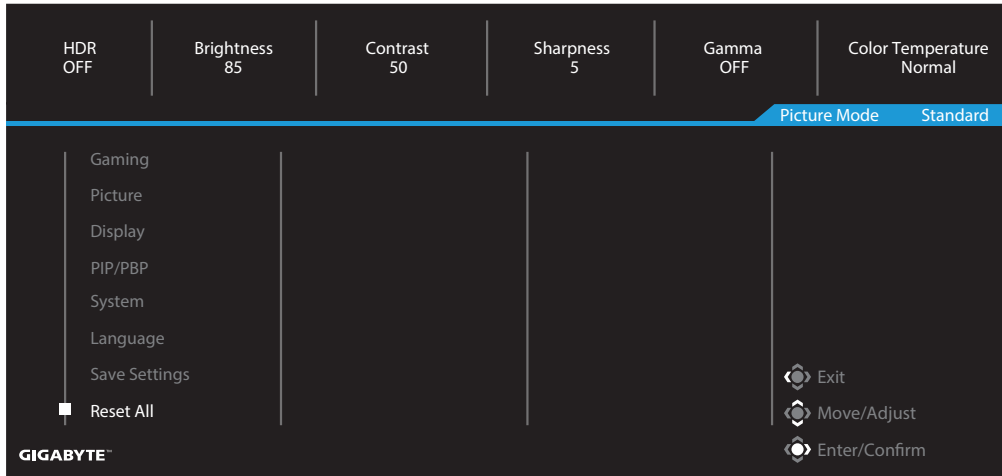 HDR
OFF
Brightness
85
Contrast
50
Sharpness
5
Gamma
OFF
Color Temperature
Normal
Picture Mode Standard
Gaming
Picture
Display
PIP/PBP
System
Language
Save Settings
Reset All
Exit
Move/Adjust
Enter/Confirm
GIGABYTE™